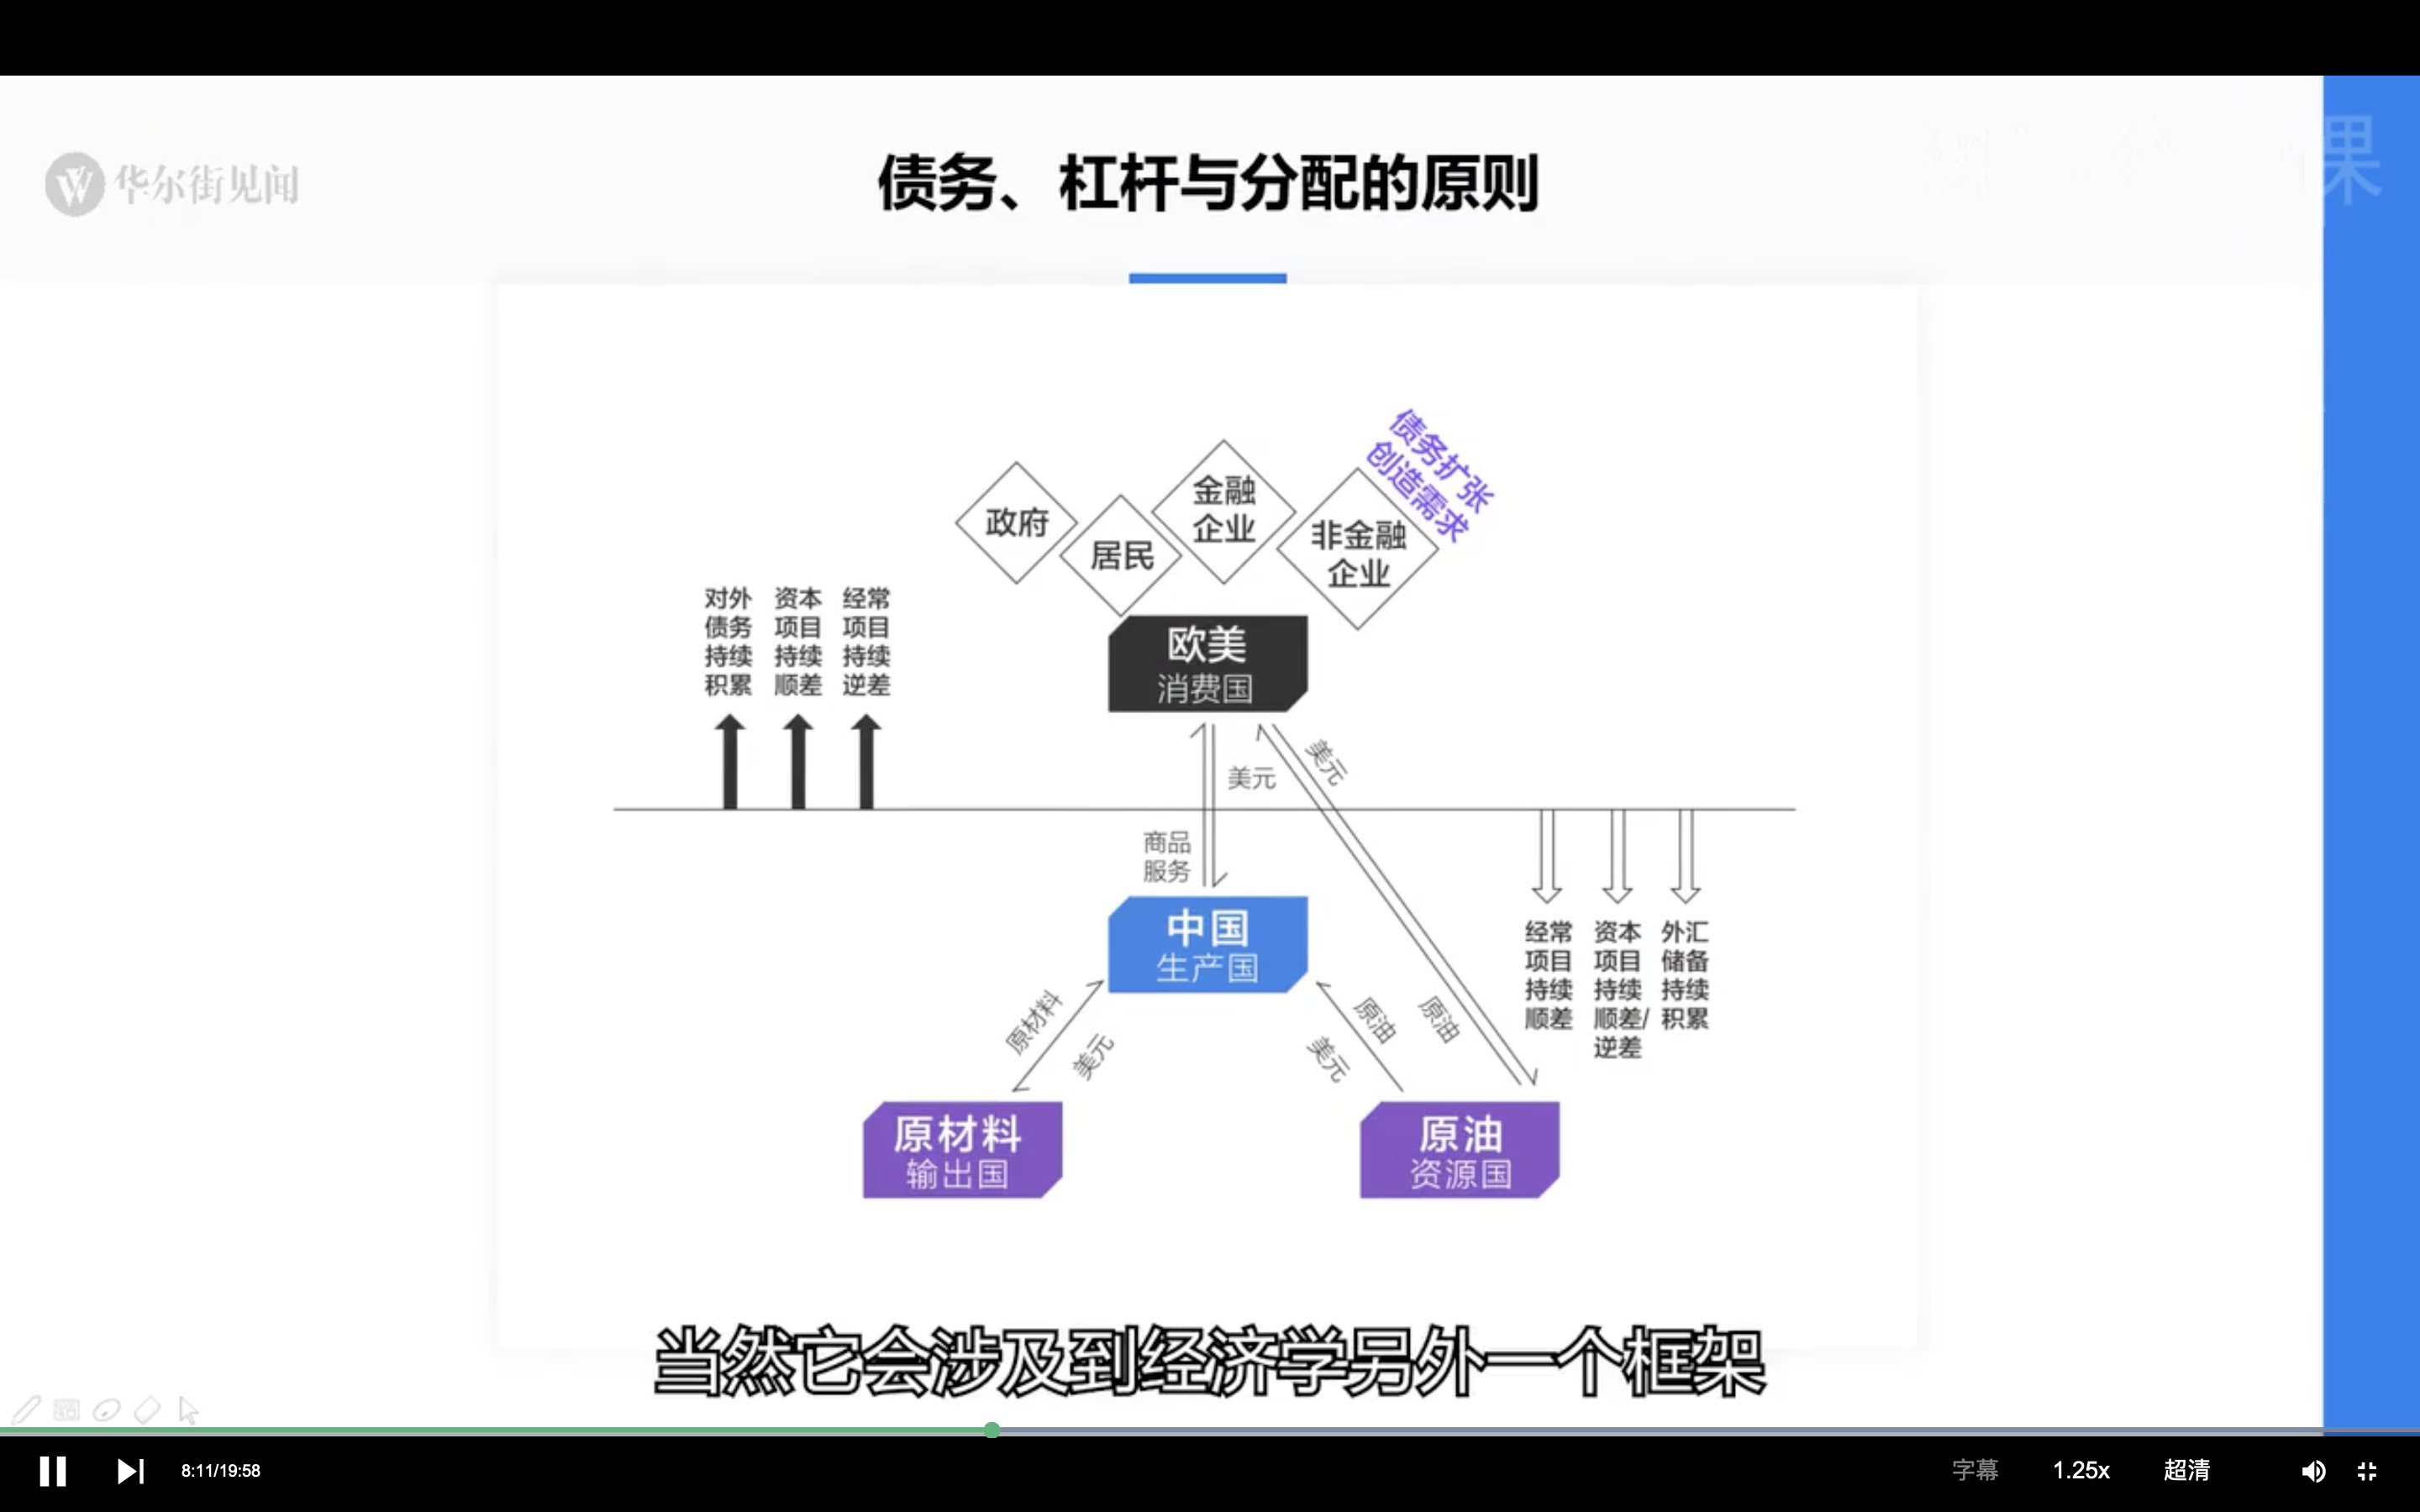 华尔街见闻
债务、杠杆与分配的原则
课
债务扩张
创造需求
政府
居民
金融
企业
非金融
企业
对外
债务
持续
积累
资本
项目
持续
顺差
经常
项目
持续
逆差
欧美
消费国
美元
美元
商品
服务
中国
生产国
经常
项目
持续
顺差
资本
项目
持续
顺差/
逆差
外汇
储备
持续
积累
原材料
美元
原油
美元
原油
原材料
输出国
原油
资源国
当然它会涉及到经济学另外一个框架
8:11/19:58
字幕
1.25x
超清